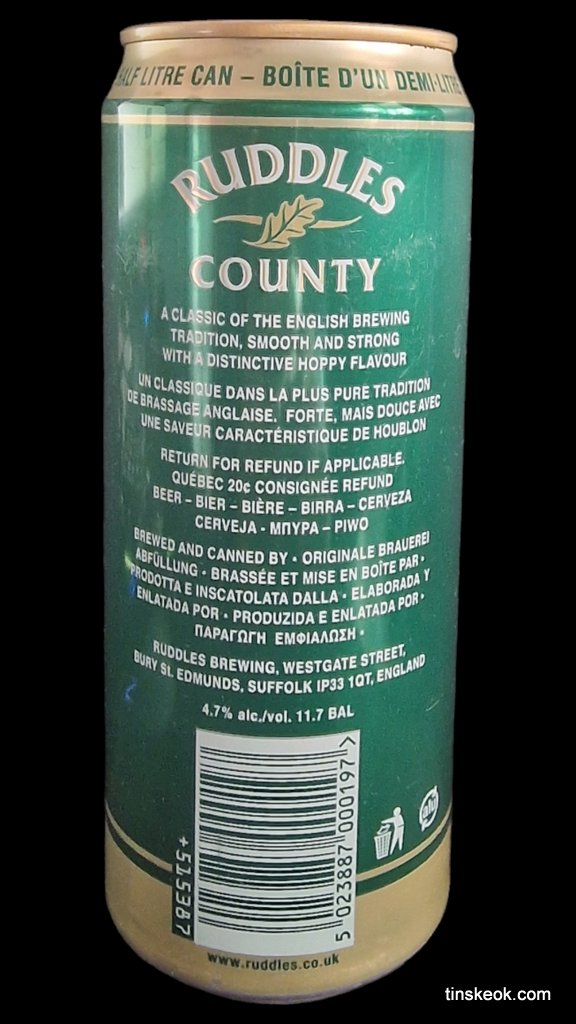 HALF LITRE CAN – BOÎTE D'UN DEMI-LITRE
RUDDLES
COUNTY
A CLASSIC OF THE ENGLISH BREWING
TRADITION, SMOOTH AND STRONG
WITH A DISTINCTIVE HOPPY FLAVOUR
UN CLASSIQUE DANS LA PLUS PURE TRADITION
DE BRASSAGE ANGLAISE. FORTE, MAIS DOUCE AVEC
UNE SAVEUR CARACTÉRISTIQUE DE HOUBLON
RETURN FOR REFUND IF APPLICABLE.
QUÉBEC 20¢ CONSIGNÉE REFUND
BEER – BIER – BIÈRE – BIRRA – CERVEZA
CERVEJA - ΜΠΥΡΑ – PIWO
BREWED AND CANNED BY • ORIGINALE BRAUEREI
ABFÜLLUNG • BRASSÉE ET MISE EN BOÎTE PAR •
PRODOTTA E INSCATOLATA DALLA • ELABORADA Y
ENLATADA POR • PRODUZIDA E ENLATADA POR •
ΠΑΡΑΓΩΓΗ ΕΜΦΙΑΛΩΣΗ •
RUDDLES BREWING, WESTGATE STREET,
BURY St. EDMUNDS, SUFFOLK IP33 1QT, ENGLAND
4.7% alc./vol. 11.7 BAL
5 023887 000197 >
+515387
alu
www.ruddles.co.uk
tinskeok.com